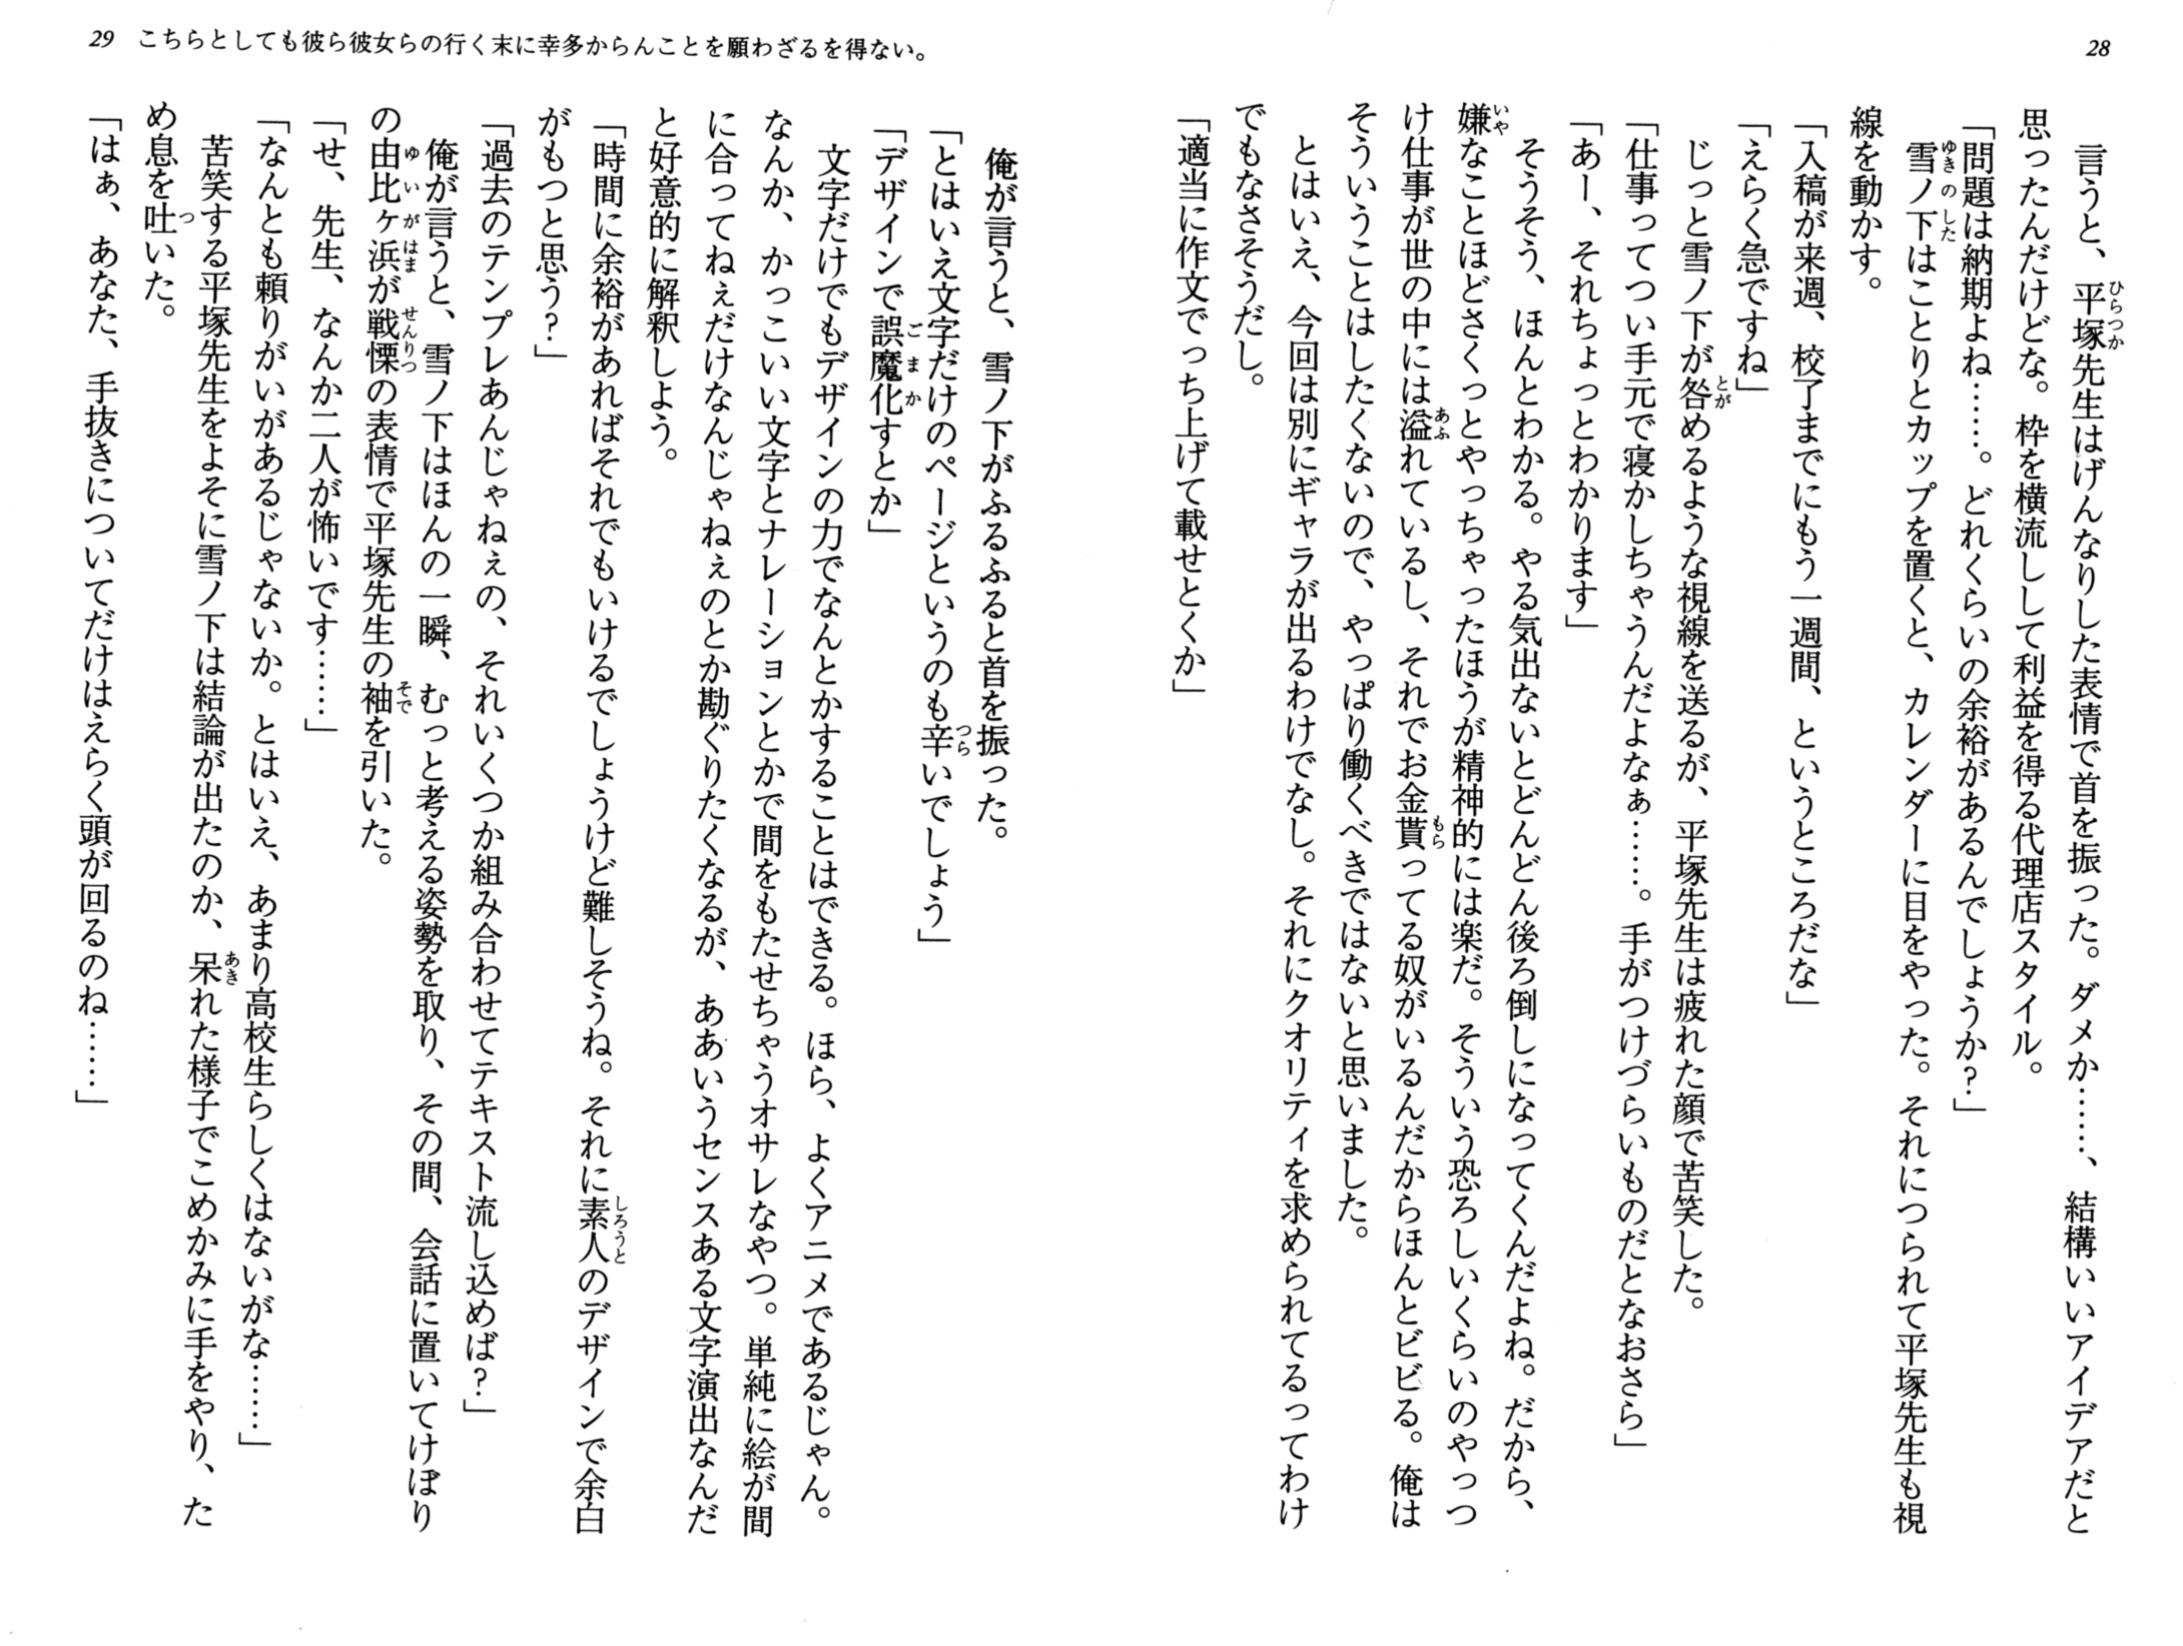 28
言うと、平塚先生はげんなりした表情で首を振った。ダメか……、結構いいアイデアだと
思ったんだけどな。枠を横流しして利益を得る代理店スタイル。
「問題は納期よね……。どれくらいの余裕があるんでしょうか?」
雪ノ下はことりとカップを置くと、カレンダーに目をやった。それにつられて平塚先生も視
線を動かす。
「入稿が来週、校了までにもう一週間、というところだな」
「えらく急ですね」
じっと雪ノ下が咎めるような視線を送るが、平塚先生は疲れた顔で苦笑した。
「仕事ってつい手元で寝かしちゃうんだよなぁ……。手がつけづらいものだとなおさら」
「あー、それちょっとわかります」
そうそう、ほんとわかる。やる気出ないとどんどん後ろ倒しになってくんだよね。だから、
嫌なことほどさくっとやっちゃったほうが精神的には楽だ。そういう恐ろしいくらいのやっつ
け仕事が世の中には溢れているし、それでお金貰ってる奴がいるんだからほんとビビる。俺は
そういうことはしたくないので、やっぱり働くべきではないと思いました。
とはいえ、今回は別にギャラが出るわけでなし。それにクオリティを求められてるってわけ
でもなさそうだし。
「適当に作文でっち上げて載せとくか」
29 こちらとしても彼ら彼女らの行く末に幸多からんことを願わざるを得ない。
俺が言うと、雪ノ下がふるふると首を振った。
「とはいえ文字だけのページというのも辛いでしょう」
「デザインで誤魔化すとか」
文字だけでもデザインの力でなんとかすることはできる。ほら、よくアニメであるじゃん。
なんか、かっこいい文字とナレーションとかで間をもたせちゃうオサレなやつ。単純に絵が間
に合ってねぇだけなんじゃねぇのとか勘ぐりたくなるが、ああいうセンスある文字演出なんだ
と好意的に解釈しよう。
「時間に余裕があればそれでもいけるでしょうけど難しそうね。それに素人のデザインで余白
がもつと思う?」
「過去のテンプレあんじゃねぇの、それいくつか組み合わせてテキスト流し込めば?」
俺が言うと、雪ノ下はほんの一瞬、むっと考える姿勢を取り、その間、会話に置いてけぼり
の由比ヶ浜が戦慄の表情で平塚先生の袖を引いた。
「せ、先生、なんか二人が怖いです……」
「なんとも頼りがいがあるじゃないか。とはいえ、あまり高校生らしくはないがな……」
苦笑する平塚先生をよそに雪ノ下は結論が出たのか、呆れた様子でこめかみに手をやり、た
め息を吐いた。
「はぁ、あなた、手抜きについてだけはえらく頭が回るのね……」